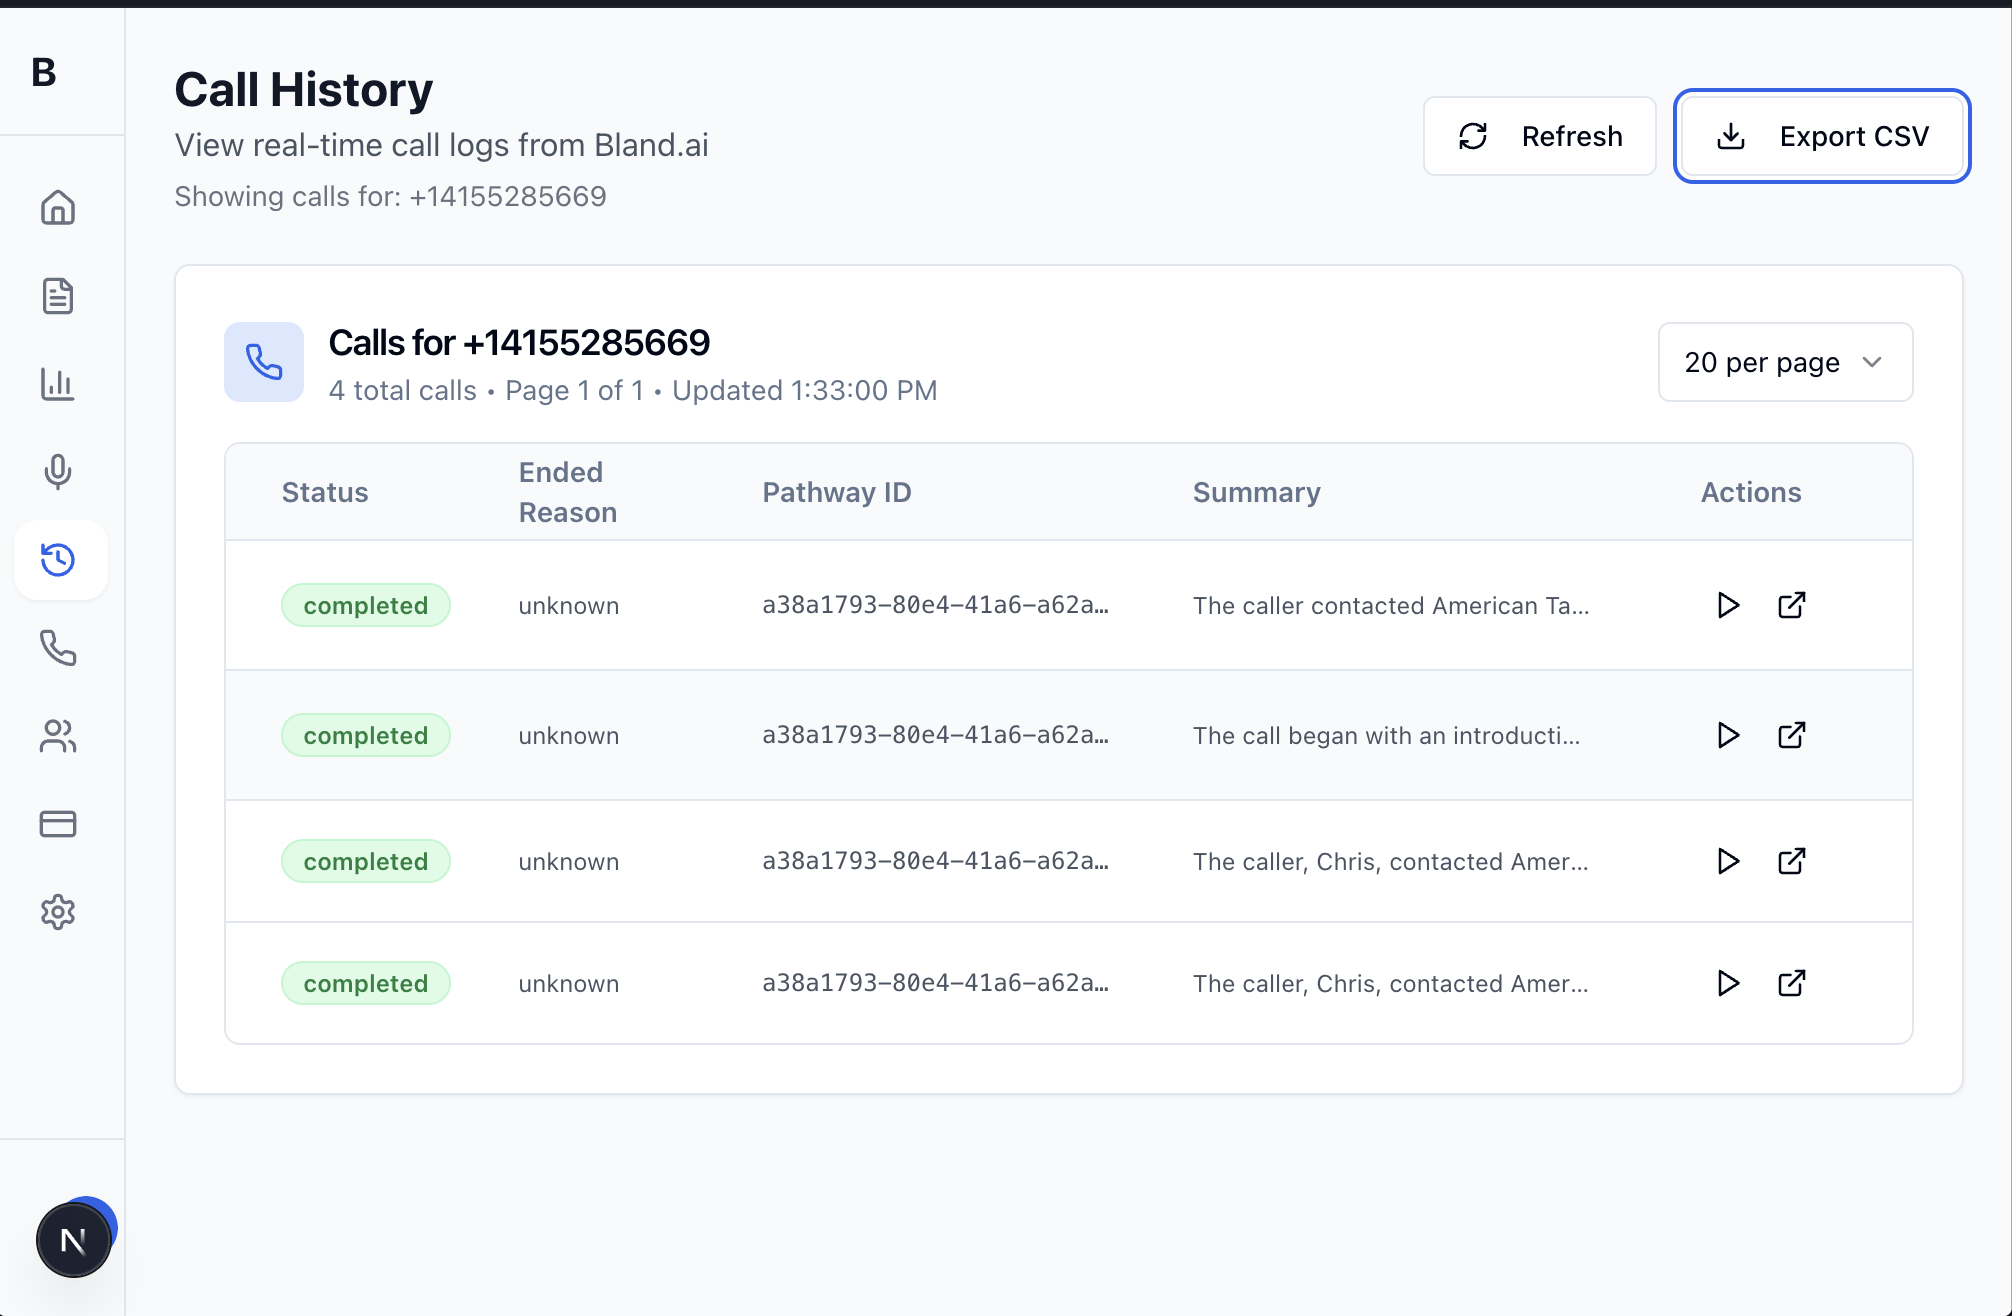 B
Call History
View real-time call logs from Bland.ai
Showing calls for: +14155285669
Refresh
Export CSV
Calls for +14155285669
4 total calls • Page 1 of 1 • Updated 1:33:00 PM
20 per page
Status Ended Reason Pathway ID Summary Actions
completed unknown a38a1793-80e4-41a6-a62a… The caller contacted American Ta...
completed unknown a38a1793-80e4-41a6-a62a… The call began with an introducti...
completed unknown a38a1793-80e4-41a6-a62a… The caller, Chris, contacted Amer...
completed unknown a38a1793-80e4-41a6-a62a… The caller, Chris, contacted Amer...
N